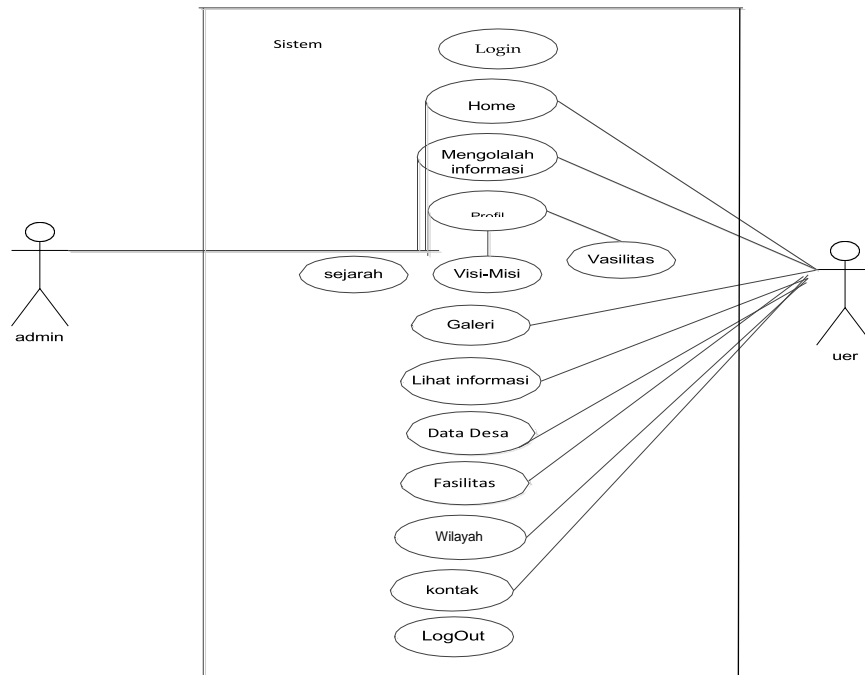 Sistem
Login
Home
Mengolalah
informasi
Profil
Vasilitas
sejarah
Visi-Misi
Galeri
admin
uer
Lihat informasi
Data Desa
Fasilitas
Wilayah
kontak
LogOut